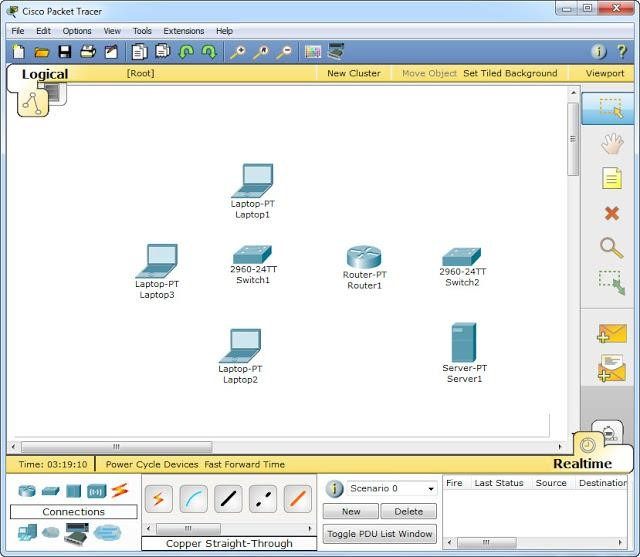 Cisco Packet Tracer
File Edit Options View Tools Extensions Help
Logical [Root] New Cluster Move Object Set Tiled Background Viewport
Laptop-PT
Laptop1
Laptop-PT
Laptop3
2960-24TT
Switch1
Router-PT
Router1
2960-24TT
Switch2
Laptop-PT
Laptop2
Server-PT
Server1
Realtime
Time: 03:19:10 Power Cycle Devices Fast Forward Time
Connections
Copper Straight-Through
Scenario 0
New Delete
Toggle PDU List Window
Fire Last Status Source Destination